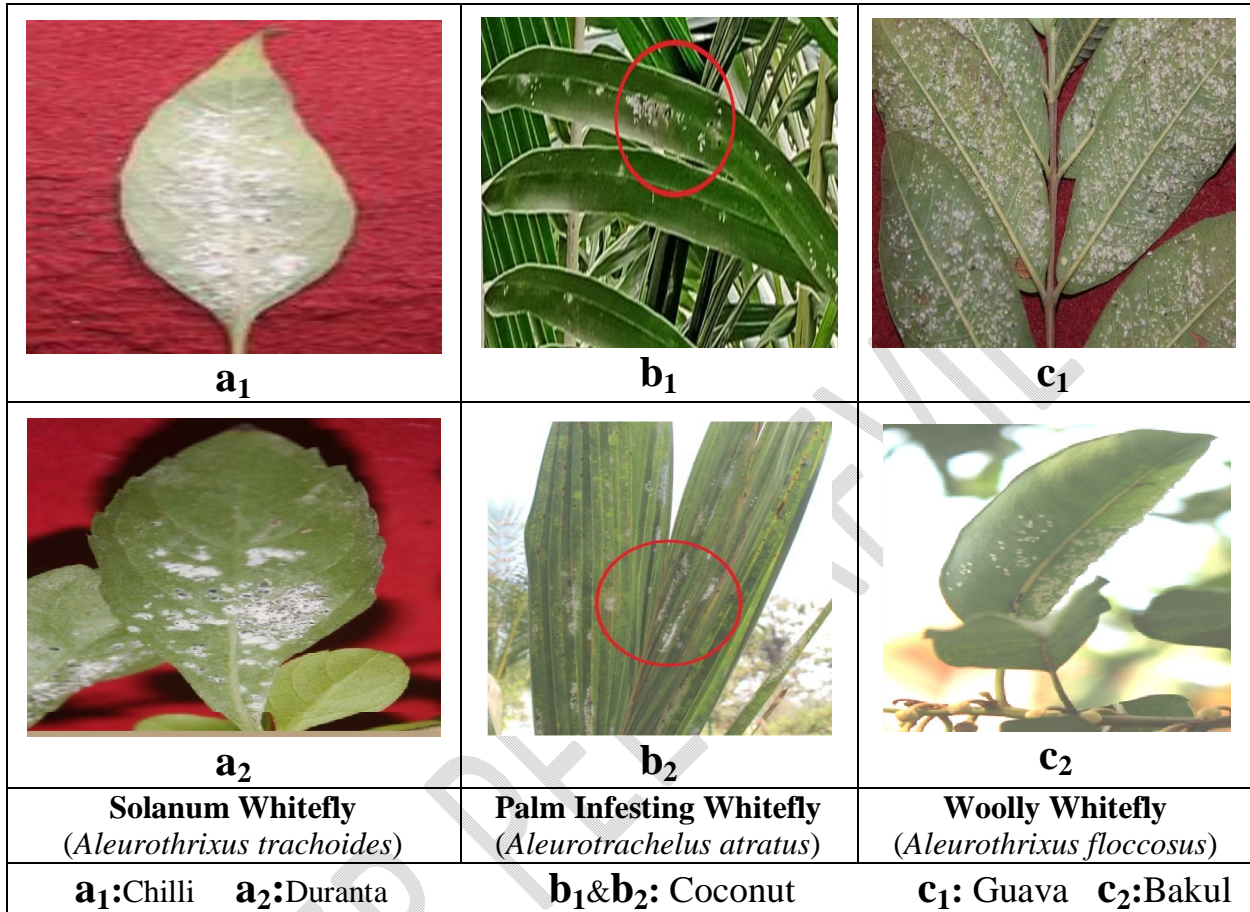 a₁ b₁ c₁
a₂ b₂ c₂
Solanum Whitefly
(Aleurothrixus trachoides)
Palm Infesting Whitefly
(Aleurotrachelus atratus)
Woolly Whitefly
(Aleurothrixus floccosus)
a₁:Chilli a₂:Duranta
b₁&b₂: Coconut
c₁: Guava c₂:Bakul